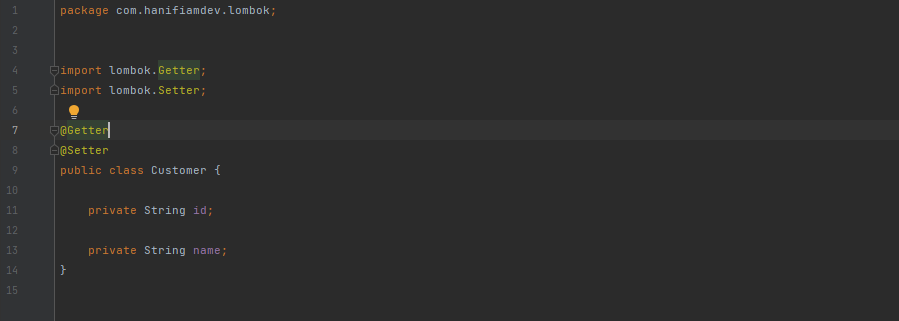 1 package com.hanifiamdev.lombok;
2
3
4 import lombok.Getter;
5 import lombok.Setter;
6
7 @Getter
8 @Setter
9 public class Customer {
10
11 private String id;
12
13 private String name;
14 }
15